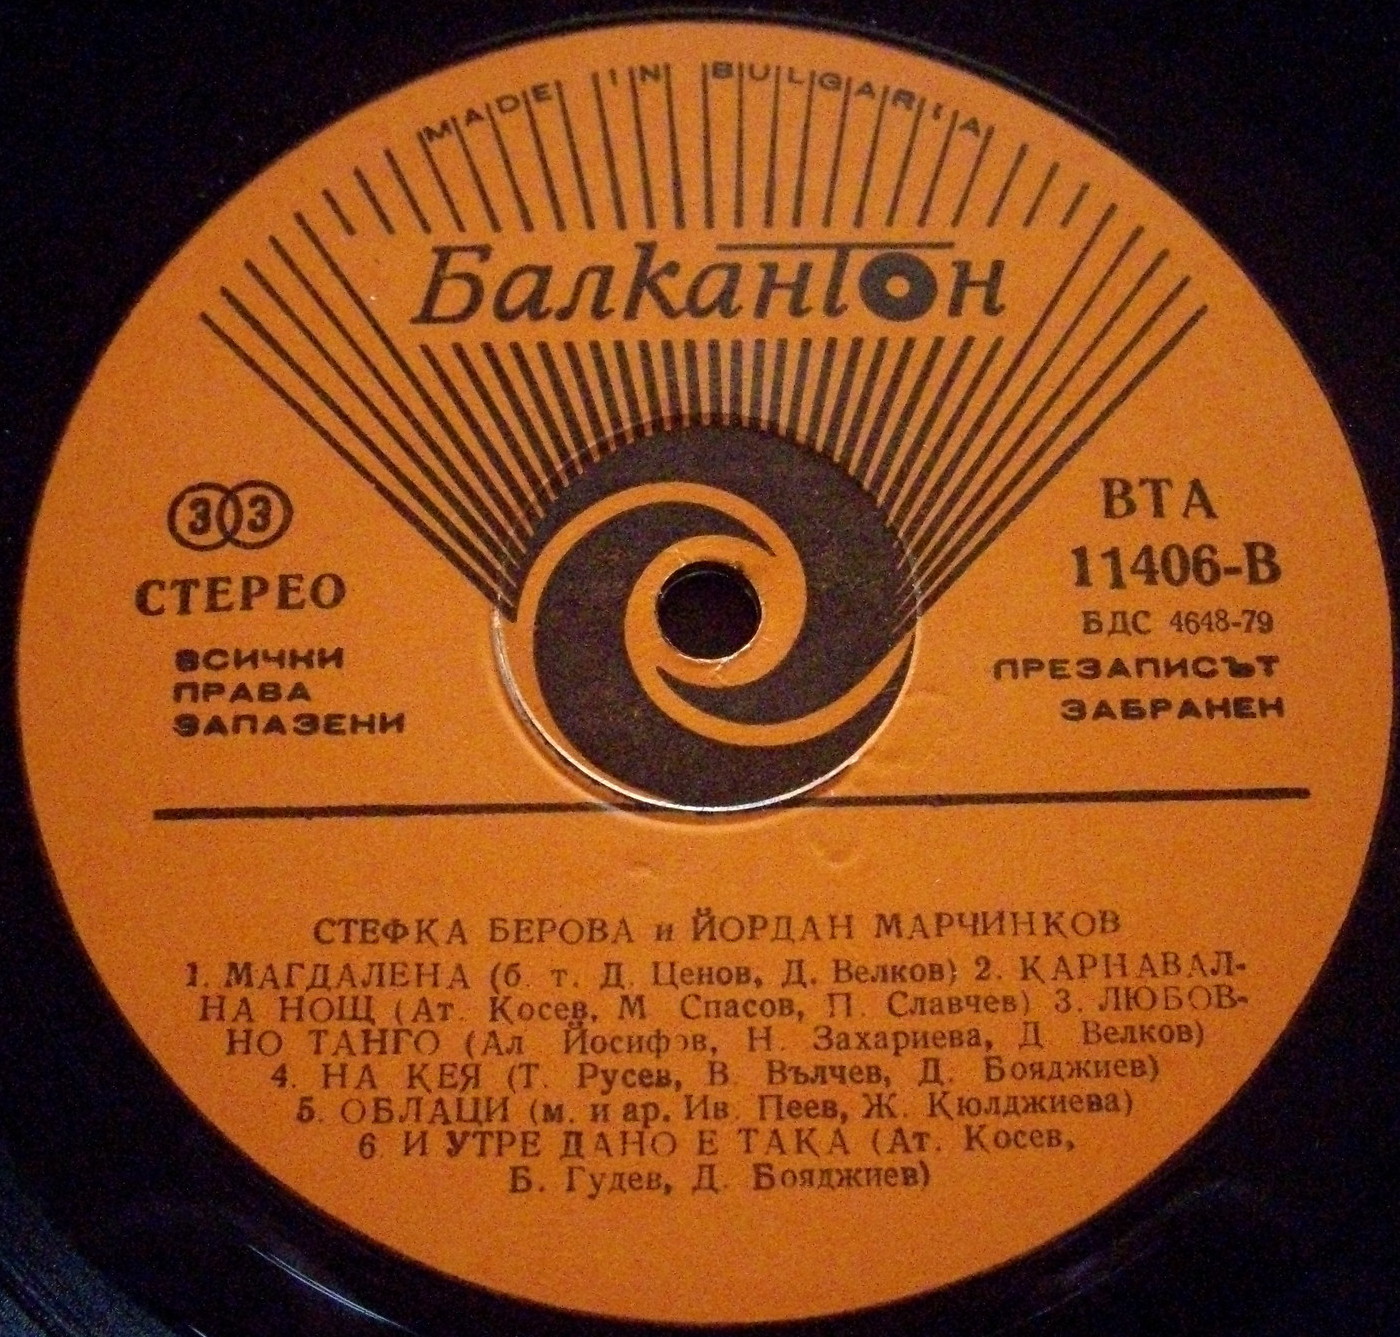 MADE IN BULGARIA
Балкантон
33
СТЕРЕО
ВСИЧКИ
ПРАВА
ЗАПАЗЕНИ
ВТА
11406-В
БДС 4648-79
ПРЕЗАПИСЪТ
ЗАБРАНЕН
СТЕФКА БЕРОВА и ЙОРДАН МАРЧИНКОВ
1. МАГДАЛЕНА (б. т. Д. Ценов, Д. Велков) 2. КАРНАВАЛ-
НА НОЩ (Ат. Косев, М Спасов, П. Славчев) 3. ЛЮБОВ-
НО ТАНГО (Ал Йосифов, Н. Захариева, Д Велков)
4. НА КЕЯ (Т. Русев, В. Вълчев, Д. Бояджиев)
5. ОБЛАЦИ (м. и ар. Ив. Пеев, Ж. Кюлджиева)
6. И УТРЕ ДАНО Е ТАКА (Ат. Косев,
Б. Гудев, Д. Бояджиев)